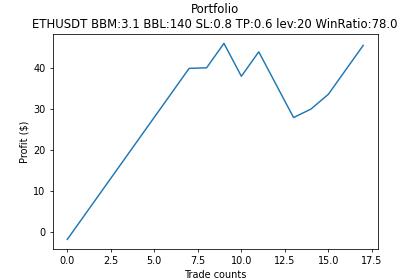 Portfolio
ETHUSDT BBM:3.1 BBL:140 SL:0.8 TP:0.6 lev:20 WinRatio:78.0
40
30
20
10
0
Profit ($)
0.0 2.5 5.0 7.5 10.0 12.5 15.0 17.5
Trade counts